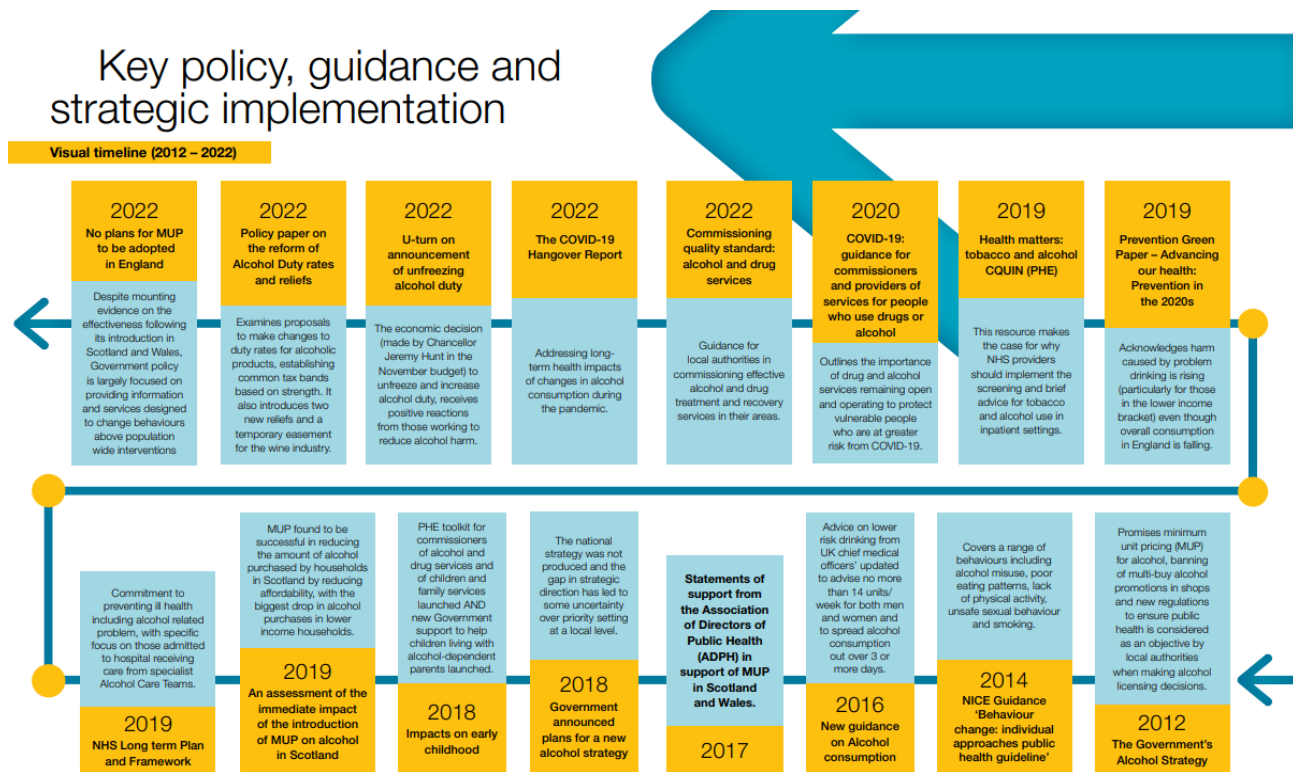 Key policy, guidance and
strategic implementation
Visual timeline (2012 – 2022)
2022
No plans for MUP
to be adopted
in England
Despite mounting
evidence on the
effectiveness following
its introduction in
Scotland and Wales,
Government policy
is largely focused on
providing information
and services designed
to change behaviours
above population
wide interventions
2022
Policy paper on
the reform of
Alcohol Duty rates
and reliefs
Examines proposals
to make changes to
duty rates for alcoholic
products, establishing
common tax bands
based on strength. It
also introduces two
new reliefs and a
temporary easement
for the wine industry.
2022
U-turn on
announcement
of unfreezing
alcohol duty
The economic decision
(made by Chancellor
Jeremy Hunt in the
November budget) to
unfreeze and increase
alcohol duty, receives
positive reactions
from those working to
reduce alcohol harm.
2022
The COVID-19
Hangover Report
Addressing long-
term health impacts
of changes in alcohol
consumption during
the pandemic.
2022
Commissioning
quality standard:
alcohol and drug
services
Guidance for
local authorities in
commissioning effective
alcohol and drug
treatment and recovery
services in their areas.
2020
COVID-19:
guidance for
commissioners
and providers of
services for people
who use drugs or
alcohol
Outlines the importance
of drug and alcohol
services remaining open
and operating to protect
vulnerable people
who are at greater
risk from COVID-19.
2019
Health matters:
tobacco and alcohol
CQUIN (PHE)
This resource makes
the case for why
NHS providers
should implement the
screening and brief
advice for tobacco
and alcohol use in
inpatient settings.
2019
Prevention Green
Paper – Advancing
our health:
Prevention in
the 2020s
Acknowledges harm
caused by problem
drinking is rising
(particularly for those
in the lower income
bracket) even though
overall consumption
in England is falling.
Commitment to
preventing ill health
including alcohol related
problem, with specific
focus on those admitted
to hospital receiving
care from specialist
Alcohol Care Teams.
2019
NHS Long term Plan
and Framework
MUP found to be
successful in reducing
the amount of alcohol
purchased by households
in Scotland by reducing
affordability, with the
biggest drop in alcohol
purchases in lower
income households.
2019
An assessment of the
immediate impact
of the introduction
of MUP on alcohol
in Scotland
PHE toolkit for
commissioners
of alcohol and
drug services and
of children and
family services
launched AND
new Government
support to help
children living with
alcohol-dependent
parents launched.
2018
Impacts on early
childhood
The national
strategy was not
produced and the
gap in strategic
direction has led to
some uncertainty
over priority setting
at a local level.
2018
Government
announced
plans for a new
alcohol strategy
Statements of
support from
the Association
of Directors of
Public Health
(ADPH) in
support of MUP
in Scotland
and Wales.
2017
Advice on lower
risk drinking from
UK chief medical
officers' updated
to advise no more
than 14 units/
week for both men
and women and
to spread alcohol
consumption
out over 3 or
more days.
2016
New guidance
on Alcohol
consumption
Covers a range of
behaviours including
alcohol misuse, poor
eating patterns, lack
of physical activity,
unsafe sexual behaviour
and smoking.
2014
NICE Guidance
‘Behaviour
change: individual
approaches public
health guideline’
Promises minimum
unit pricing (MUP)
for alcohol, banning
of multi-buy alcohol
promotions in shops
and new regulations
to ensure public
health is considered
as an objective by
local authorities
when making alcohol
licensing decisions.
2012
The Government's
Alcohol Strategy